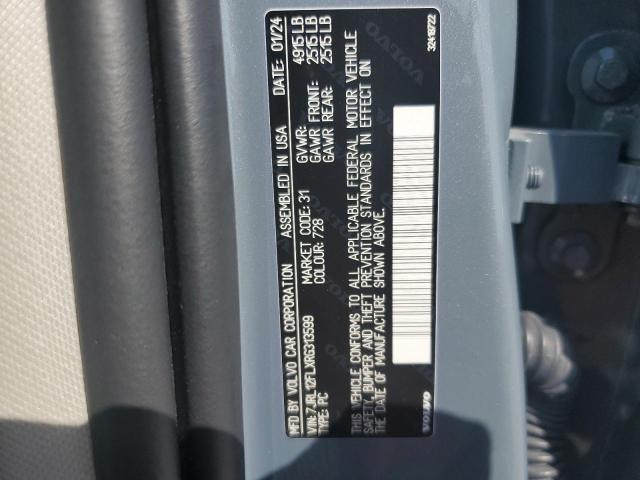 MFD BY VOLVO CAR CORPORATION ASSEMBLED IN USA DATE: 01/24
VIN: 7JRL12FLXRG313599 GVWR: 4915 LB
TYPE: PC MARKET CODE: 31 GAWR FRONT: 2515 LB
COLOUR: 728 GAWR REAR: 2515 LB
THIS VEHICLE CONFORMS TO ALL APPLICABLE FEDERAL MOTOR VEHICLE
SAFETY, BUMPER AND THEFT PREVENTION STANDARDS IN EFFECT ON
THE DATE OF MANUFACTURE SHOWN ABOVE.
VOLVO 32419722